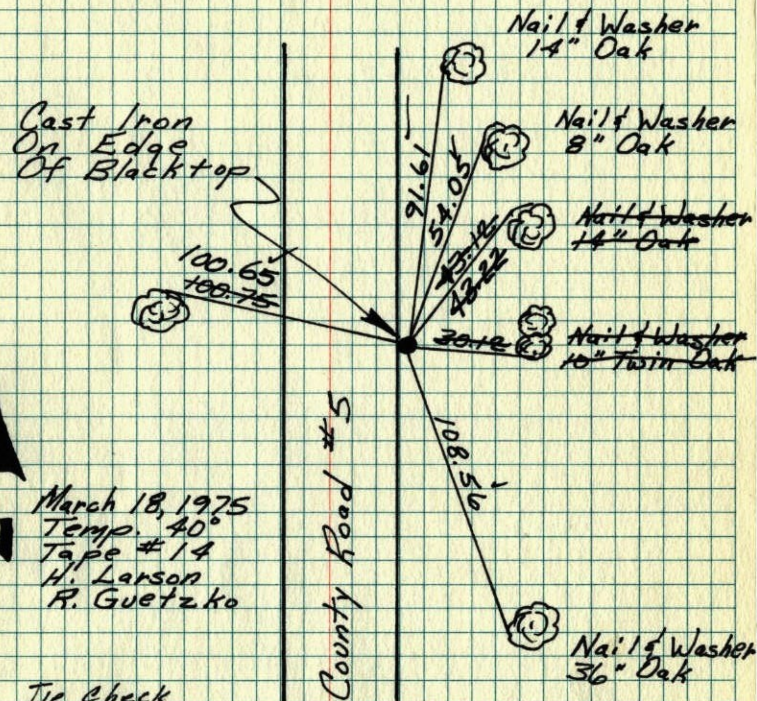 Nail & Washer
14" Oak
Cast Iron
On Edge
Of Blacktop
Nail & Washer
8" Oak
91.61
54.05
43.12
43.22
Nail & Washer
14" Oak
100.65
100.75
30.12
Nail & Washer
10" Twin Oak
108.56
County Road #5
March 18, 1975
Temp. 40°
Tape # 14
H. Larson
R. Guetzko
Nail & Washer
36" Oak
Tie Check